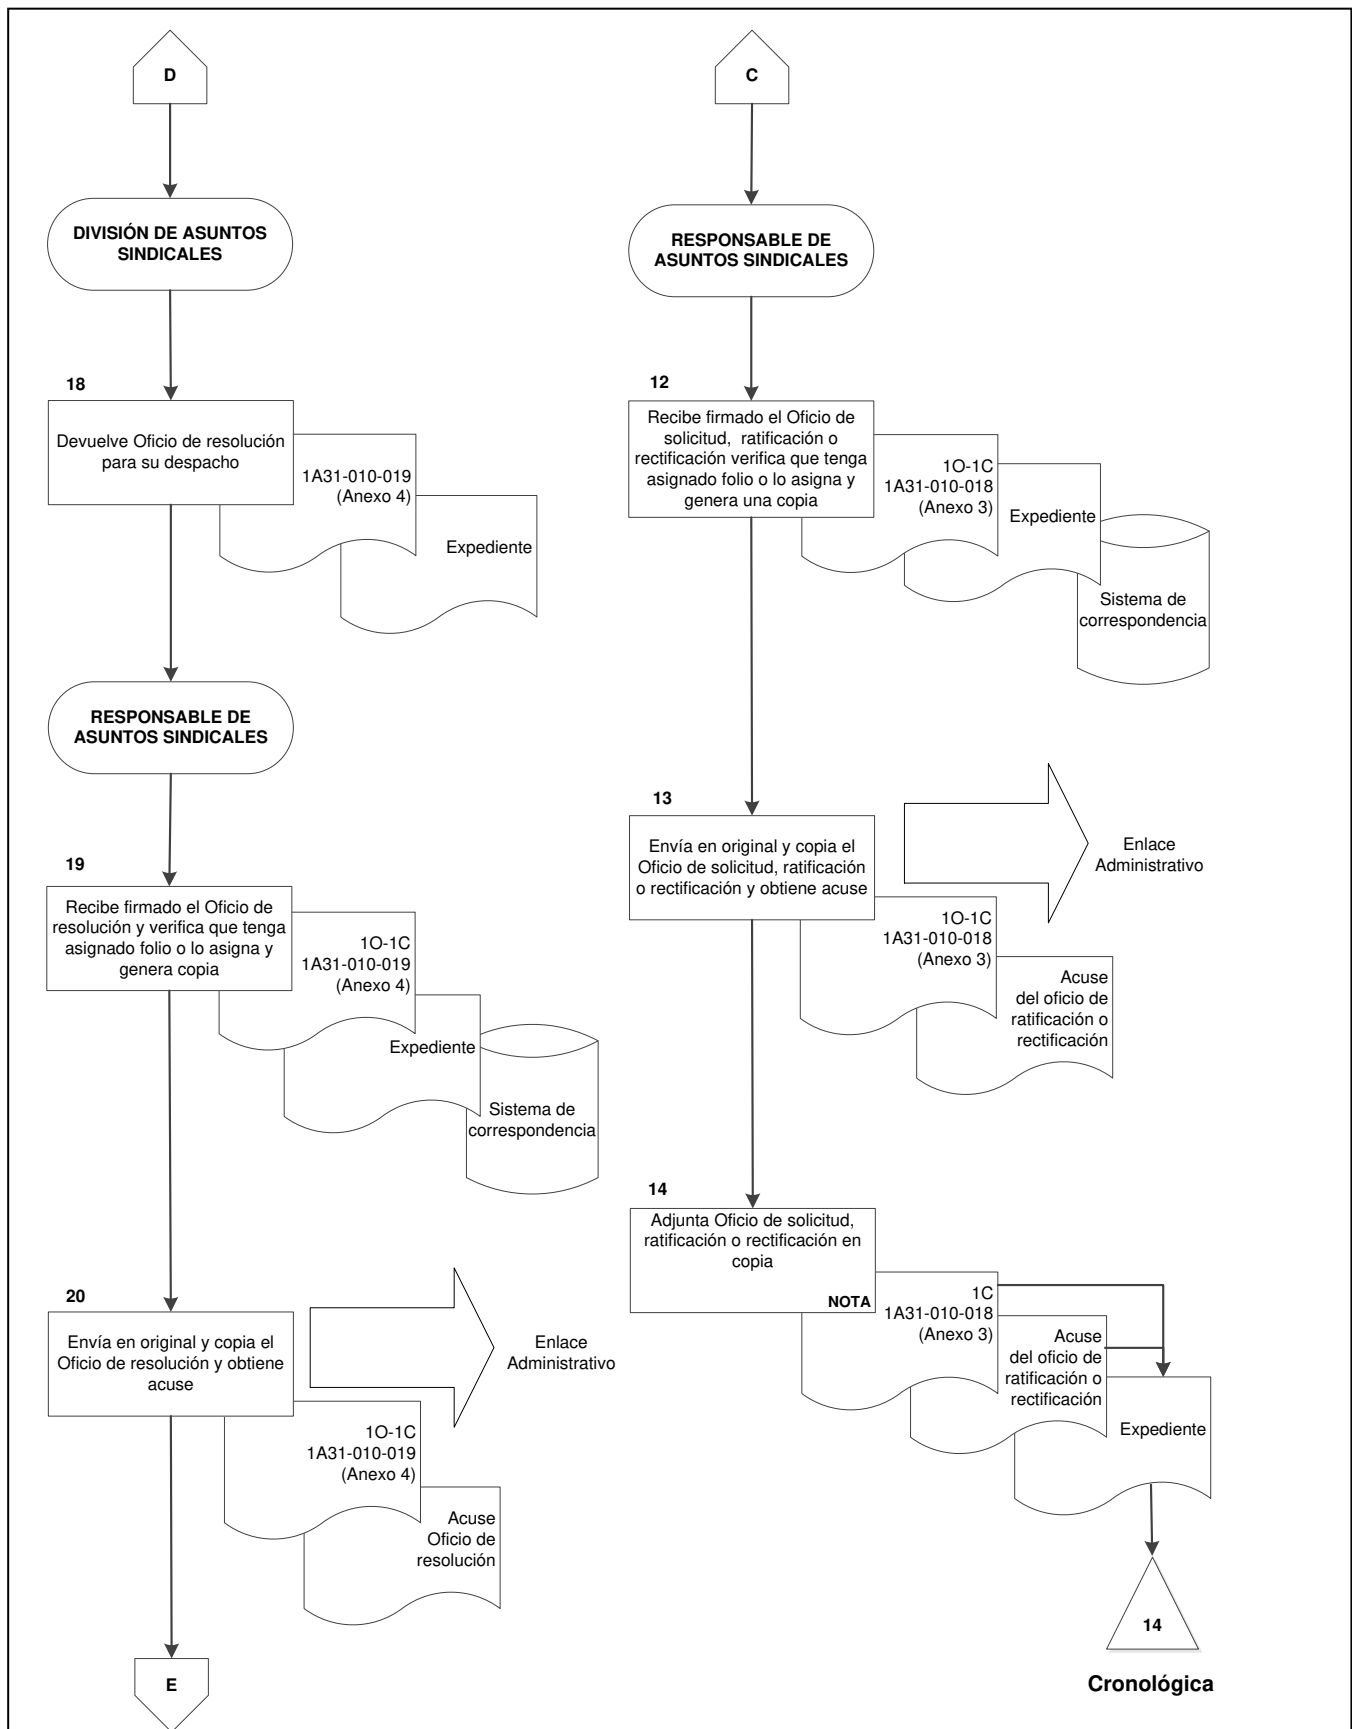 D
DIVISIÓN DE ASUNTOS
SINDICALES
18
Devuelve Oficio de resolución
para su despacho
1A31-010-019
(Anexo 4)
Expediente
RESPONSABLE DE
ASUNTOS SINDICALES
19
Recibe firmado el Oficio de
resolución y verifica que tenga
asignado folio o lo asigna y
genera copia
1O-1C
1A31-010-019
(Anexo 4)
Expediente
Sistema de
correspondencia
20
Envía en original y copia el
Oficio de resolución y obtiene
acuse
Enlace
Administrativo
1O-1C
1A31-010-019
(Anexo 4)
Acuse
Oficio de
resolución
E
C
RESPONSABLE DE
ASUNTOS SINDICALES
12
Recibe firmado el Oficio de
solicitud, ratificación o
rectificación verifica que tenga
asignado folio o lo asigna y
genera una copia
1O-1C
1A31-010-018
(Anexo 3)
Expediente
Sistema de
correspondencia
13
Envía en original y copia el
Oficio de solicitud, ratificación
o rectificación y obtiene acuse
Enlace
Administrativo
1O-1C
1A31-010-018
(Anexo 3)
Acuse
del oficio de
ratificación o
rectificación
14
Adjunta Oficio de solicitud,
ratificación o rectificación en
copia
NOTA
1C
1A31-010-018
(Anexo 3)
Acuse
del oficio de
ratificación o
rectificación
Expediente
14
Cronológica